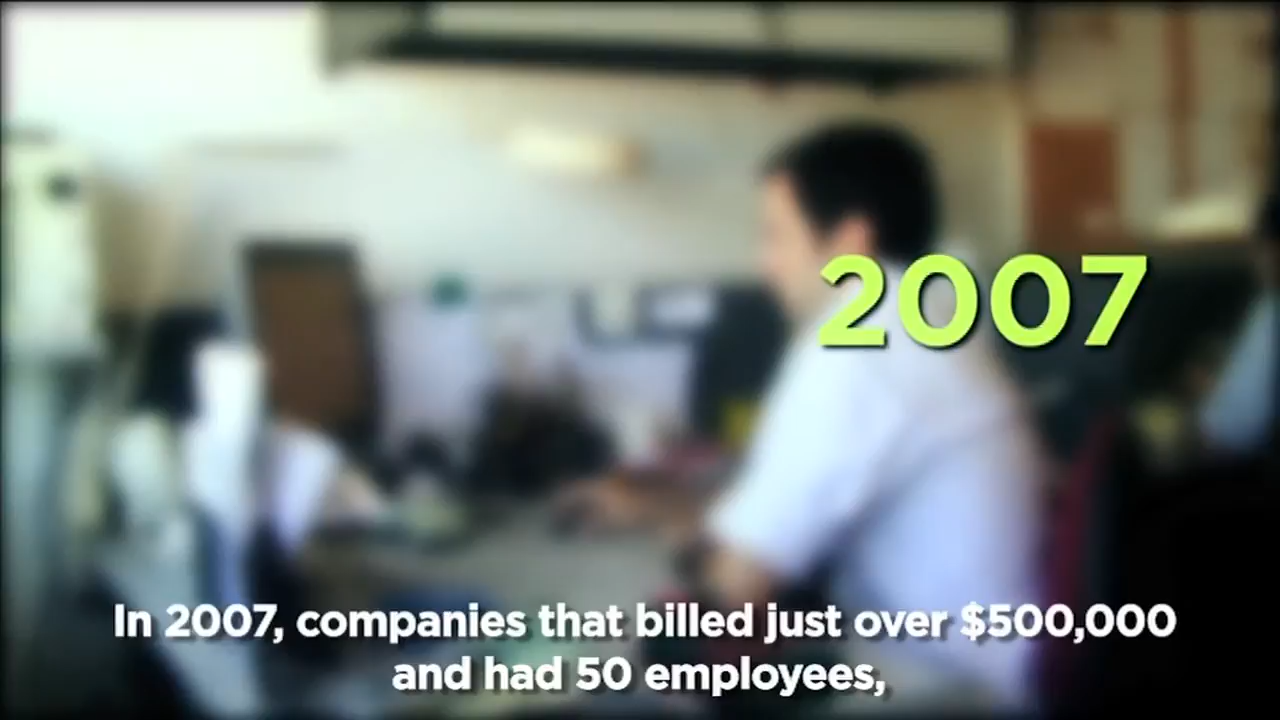 2007
In 2007, companies that billed just over $500,000
and had 50 employees,